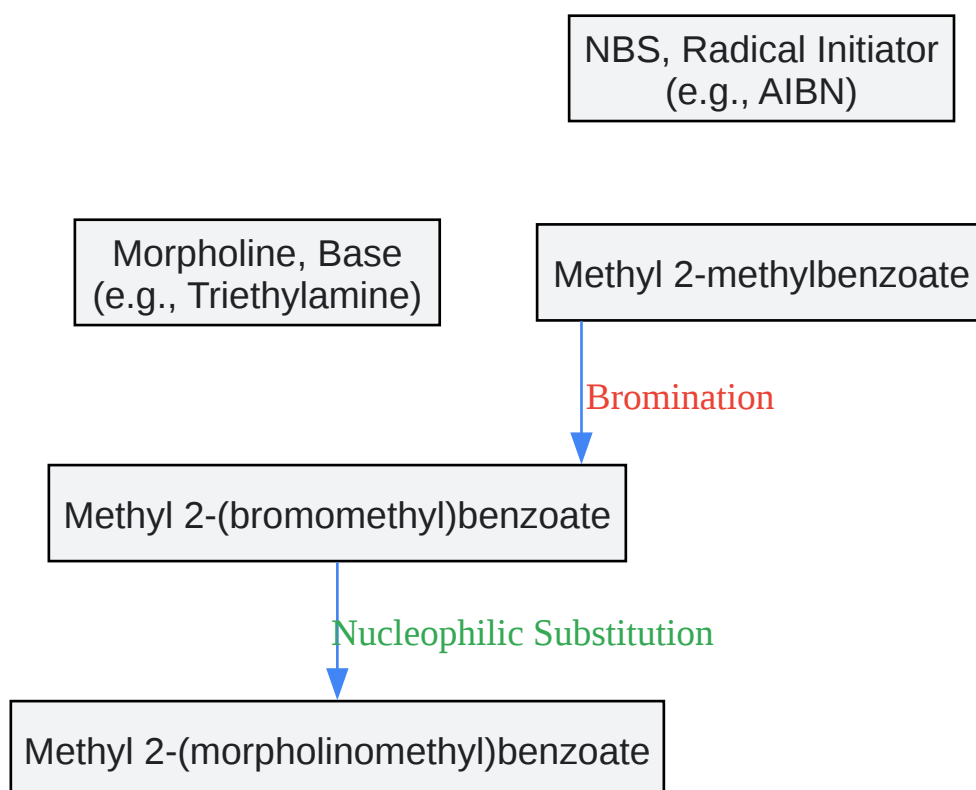 NBS, Radical Initiator
(e.g., AIBN)
Morpholine, Base
(e.g., Triethylamine)
Methyl 2-methylbenzoate
Bromination
Methyl 2-(bromomethyl)benzoate
Nucleophilic Substitution
Methyl 2-(morpholinomethyl)benzoate